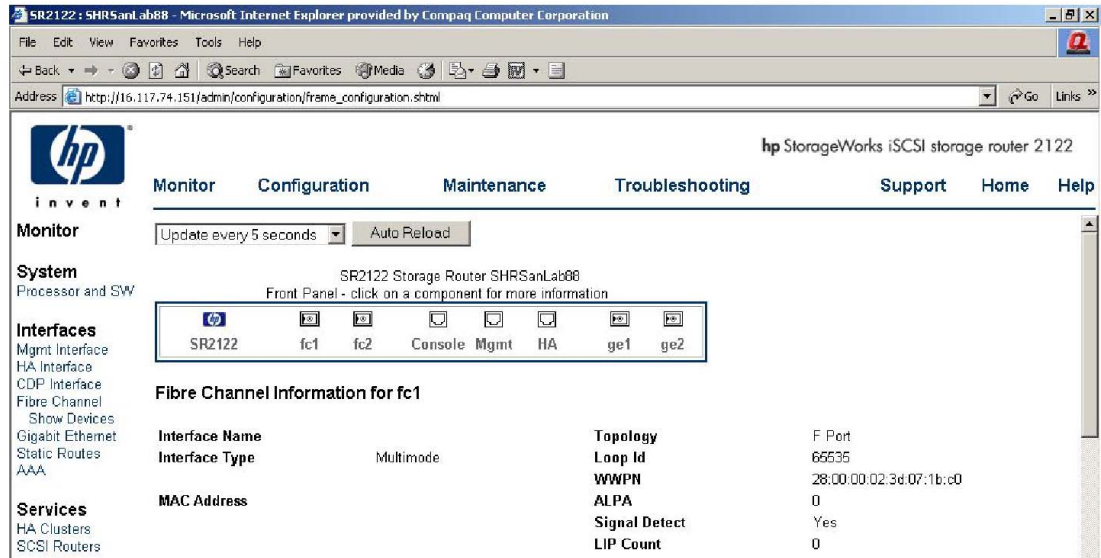 SR2122 : SHRSanLab88 - Microsoft Internet Explorer provided by Compaq Computer Corporation
File Edit View Favorites Tools Help
Back Search Favorites Media
Address http://16.117.74.151/admin/configuration/frame_configuration.shtml Go Links »
hp
invent
hp StorageWorks iSCSI storage router 2122
Monitor Configuration Maintenance Troubleshooting Support Home Help
Monitor
System
Processor and SW
Interfaces
Mgmt Interface
HA Interface
CDP Interface
Fibre Channel
Show Devices
Gigabit Ethernet
Static Routes
AAA
Services
HA Clusters
SCSI Routers
Update every 5 seconds Auto Reload
SR2122 Storage Router SHRSanLab88
Front Panel - click on a component for more information
hp
SR2122 fc1 fc2 Console Mgmt HA ge1 ge2
Fibre Channel Information for fc1
Interface Name Topology F Port
Interface Type Multimode Loop Id 65535
WWPN 28:00:00:02:3d:07:1b:c0
MAC Address ALPA 0
Signal Detect Yes
LIP Count 0